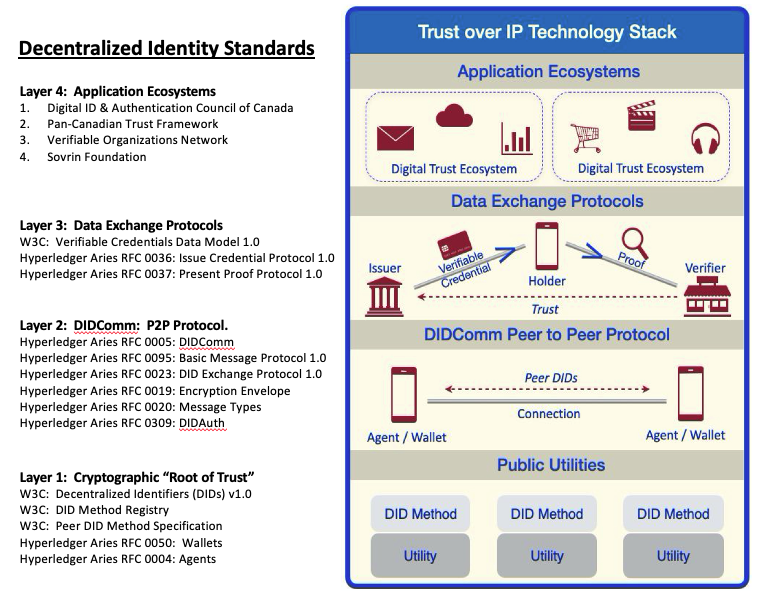 Decentralized Identity Standards
Layer 4: Application Ecosystems
1. Digital ID & Authentication Council of Canada
2. Pan-Canadian Trust Framework
3. Verifiable Organizations Network
4. Sovrin Foundation
Layer 3: Data Exchange Protocols
W3C: Verifiable Credentials Data Model 1.0
Hyperledger Aries RFC 0036: Issue Credential Protocol 1.0
Hyperledger Aries RFC 0037: Present Proof Protocol 1.0
Layer 2: DIDComm: P2P Protocol.
Hyperledger Aries RFC 0005: DIDComm
Hyperledger Aries RFC 0095: Basic Message Protocol 1.0
Hyperledger Aries RFC 0023: DID Exchange Protocol 1.0
Hyperledger Aries RFC 0019: Encryption Envelope
Hyperledger Aries RFC 0020: Message Types
Hyperledger Aries RFC 0309: DIDAuth
Layer 1: Cryptographic “Root of Trust”
W3C: Decentralized Identifiers (DIDs) v1.0
W3C: DID Method Registry
W3C: Peer DID Method Specification
Hyperledger Aries RFC 0050: Wallets
Hyperledger Aries RFC 0004: Agents
Trust over IP Technology Stack
Application Ecosystems
Digital Trust Ecosystem
Digital Trust Ecosystem
Data Exchange Protocols
Issuer
Verifiable
Credential
Holder
Proof
Verifier
Trust
DIDComm Peer to Peer Protocol
Peer DIDs
Connection
Agent / Wallet
Agent / Wallet
Public Utilities
DID Method
DID Method
DID Method
Utility
Utility
Utility